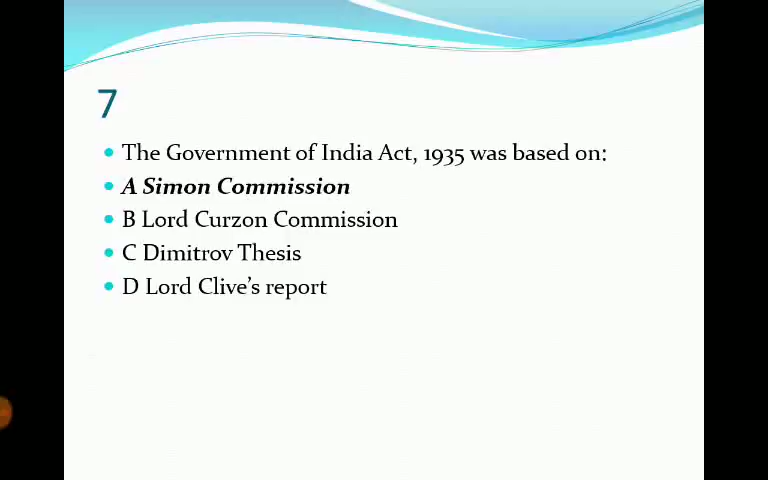 7
The Government of India Act, 1935 was based on:
A Simon Commission
B Lord Curzon Commission
C Dimitrov Thesis
D Lord Clive's report